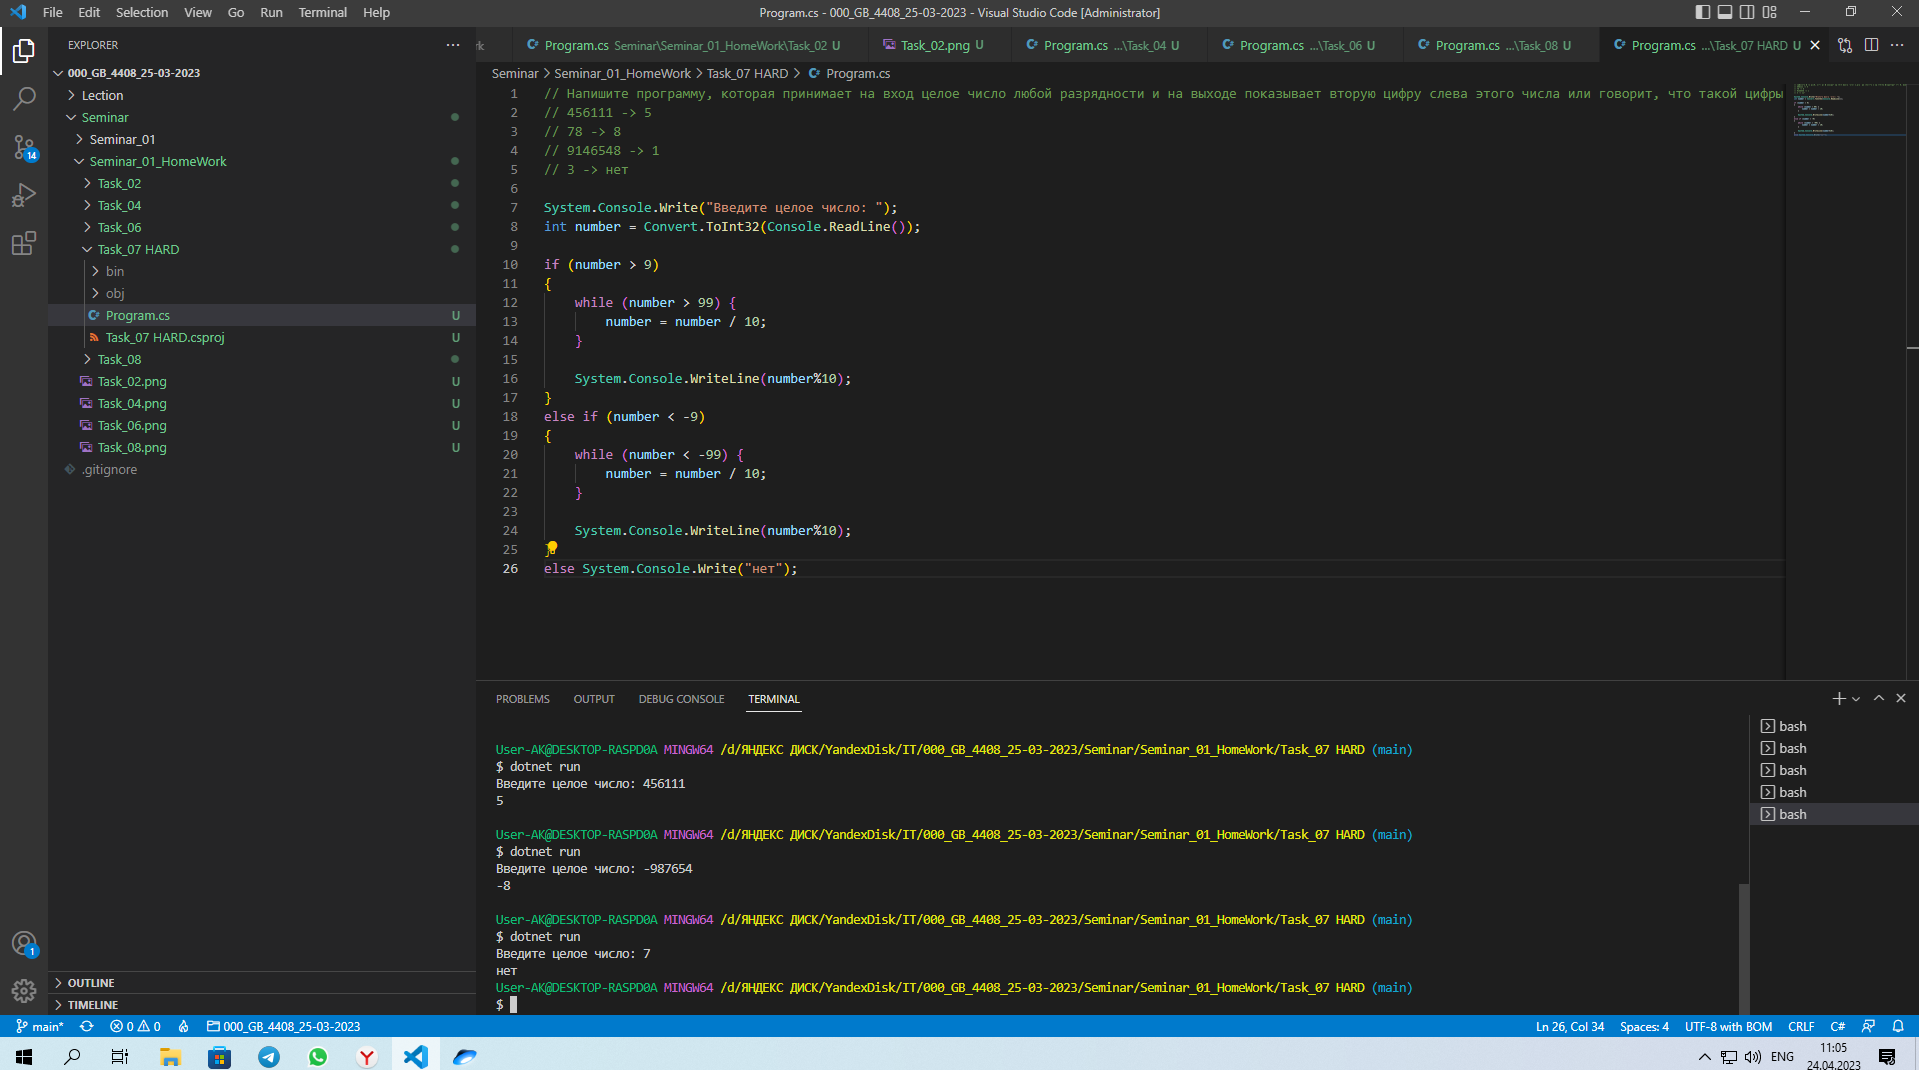 File Edit Selection View Go Run Terminal Help
Program.cs - 000_GB_4408_25-03-2023 - Visual Studio Code [Administrator]
EXPLORER
000_GB_4408_25-03-2023
Lection
Seminar
Seminar_01
Seminar_01_HomeWork
Task_02
Task_04
Task_06
Task_07 HARD
bin
obj
Program.cs U
Task_07 HARD.csproj U
Task_08
Task_02.png U
Task_04.png U
Task_06.png U
Task_08.png U
.gitignore
OUTLINE
TIMELINE
14
1
rk Program.cs Seminar\Seminar_01_HomeWork\Task_02 U Task_02.png U Program.cs ...\Task_04 U Program.cs ...\Task_06 U Program.cs ...\Task_08 U Program.cs ...\Task_07 HARD U
Seminar > Seminar_01_HomeWork > Task_07 HARD > Program.cs
1 // Напишите программу, которая принимает на вход целое число любой разрядности и на выходе показывает вторую цифру слева этого числа или говорит, что такой цифры
2 // 456111 -> 5
3 // 78 -> 8
4 // 9146548 -> 1
5 // 3 -> нет
6
7 System.Console.Write("Введите целое число: ");
8 int number = Convert.ToInt32(Console.ReadLine());
9
10 if (number > 9)
11 {
12 while (number > 99) {
13 number = number / 10;
14 }
15
16 System.Console.WriteLine(number%10);
17 }
18 else if (number < -9)
19 {
20 while (number < -99) {
21 number = number / 10;
22 }
23
24 System.Console.WriteLine(number%10);
25 }
26 else System.Console.Write("нет");
PROBLEMS OUTPUT DEBUG CONSOLE TERMINAL
User-AK@DESKTOP-RASPD0A MINGW64 /d/ЯНДЕКС ДИСК/YandexDisk/IT/000_GB_4408_25-03-2023/Seminar/Seminar_01_HomeWork/Task_07 HARD (main)
$ dotnet run
Введите целое число: 456111
5
User-AK@DESKTOP-RASPD0A MINGW64 /d/ЯНДЕКС ДИСК/YandexDisk/IT/000_GB_4408_25-03-2023/Seminar/Seminar_01_HomeWork/Task_07 HARD (main)
$ dotnet run
Введите целое число: -987654
-8
User-AK@DESKTOP-RASPD0A MINGW64 /d/ЯНДЕКС ДИСК/YandexDisk/IT/000_GB_4408_25-03-2023/Seminar/Seminar_01_HomeWork/Task_07 HARD (main)
$ dotnet run
Введите целое число: 7
нет
User-AK@DESKTOP-RASPD0A MINGW64 /d/ЯНДЕКС ДИСК/YandexDisk/IT/000_GB_4408_25-03-2023/Seminar/Seminar_01_HomeWork/Task_07 HARD (main)
$
bash
bash
bash
bash
bash
main* 0 0 000_GB_4408_25-03-2023
Ln 26, Col 34 Spaces: 4 UTF-8 with BOM CRLF C#
ENG
11:05
24.04.2023